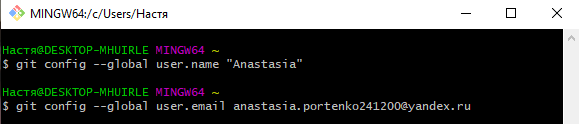 MINGW64:/c/Users/Настя
Настя@DESKTOP-MHUIRLE MINGW64 ~
$ git config --global user.name "Anastasia"
Настя@DESKTOP-MHUIRLE MINGW64 ~
$ git config --global user.email anastasia.portenko241200@yandex.ru